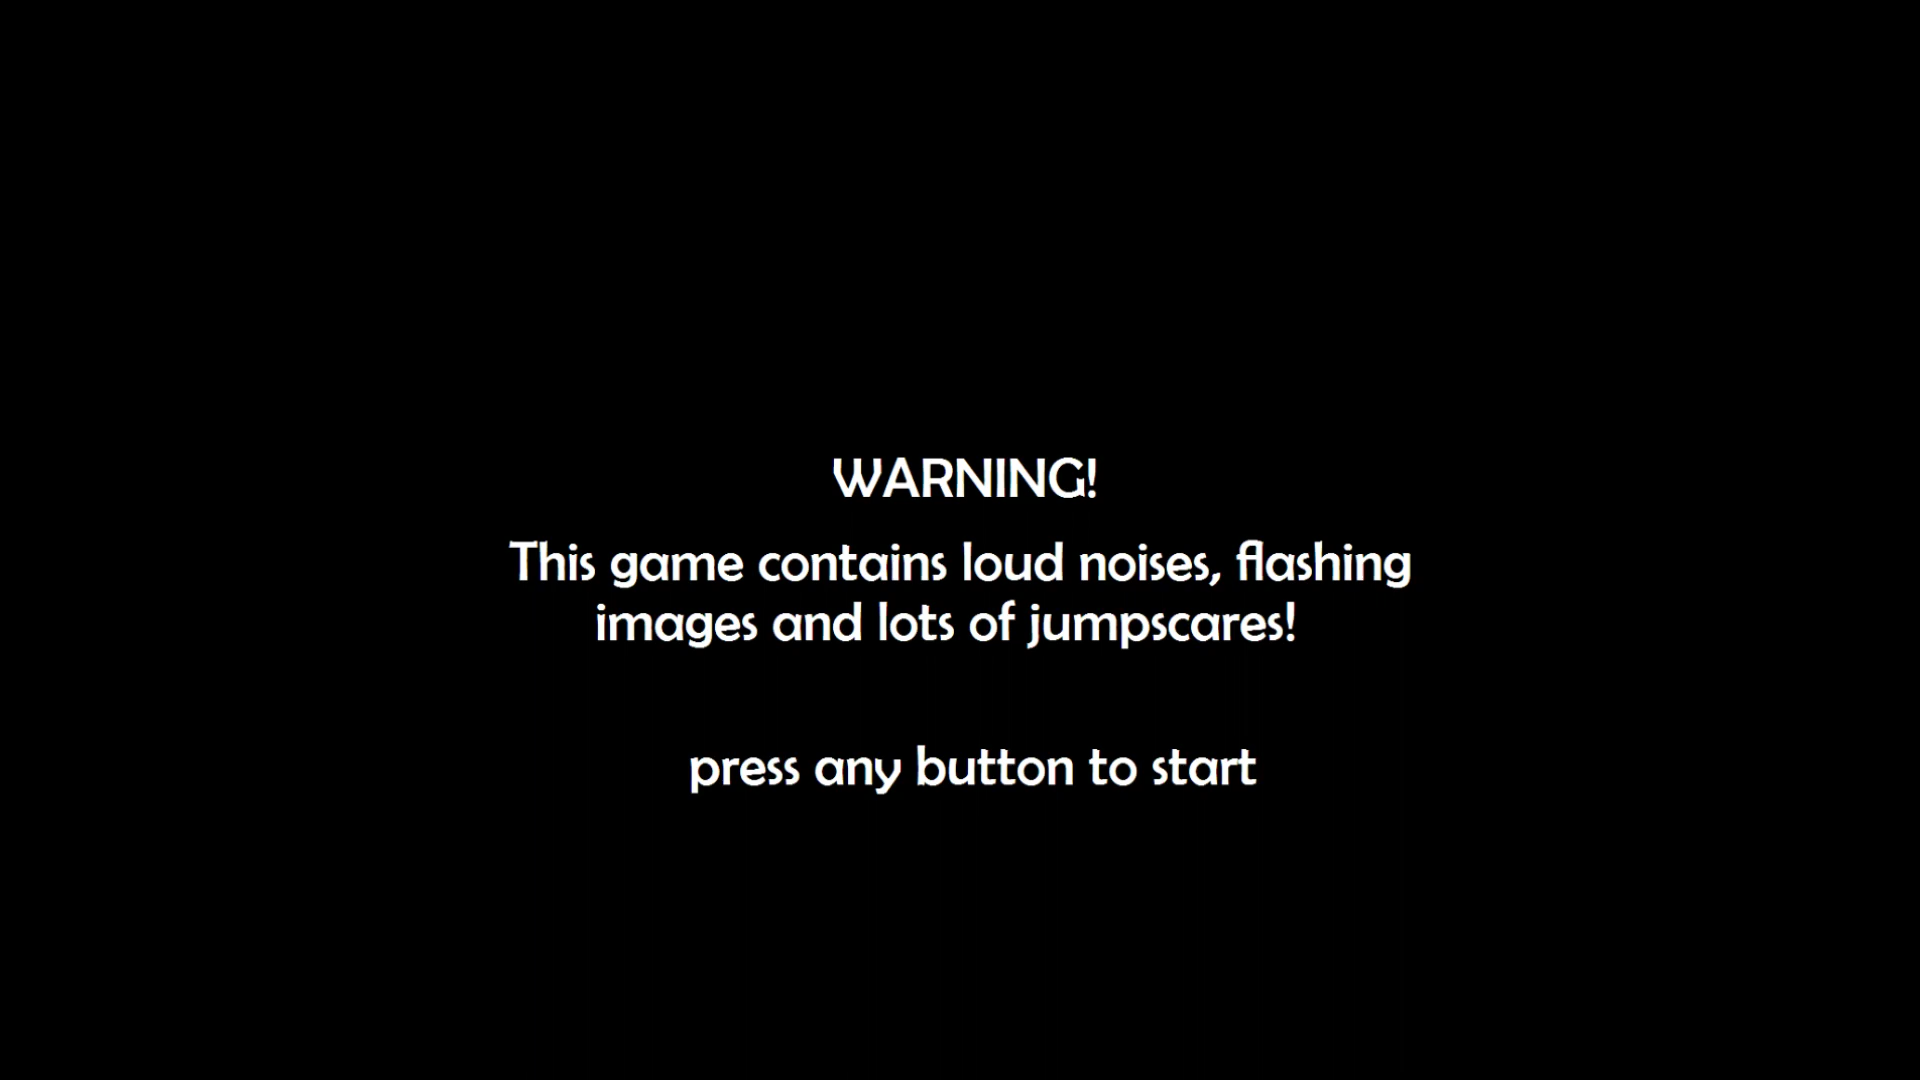 WARNING!
This game contains loud noises, flashing
images and lots of jumpscares!
press any button to start